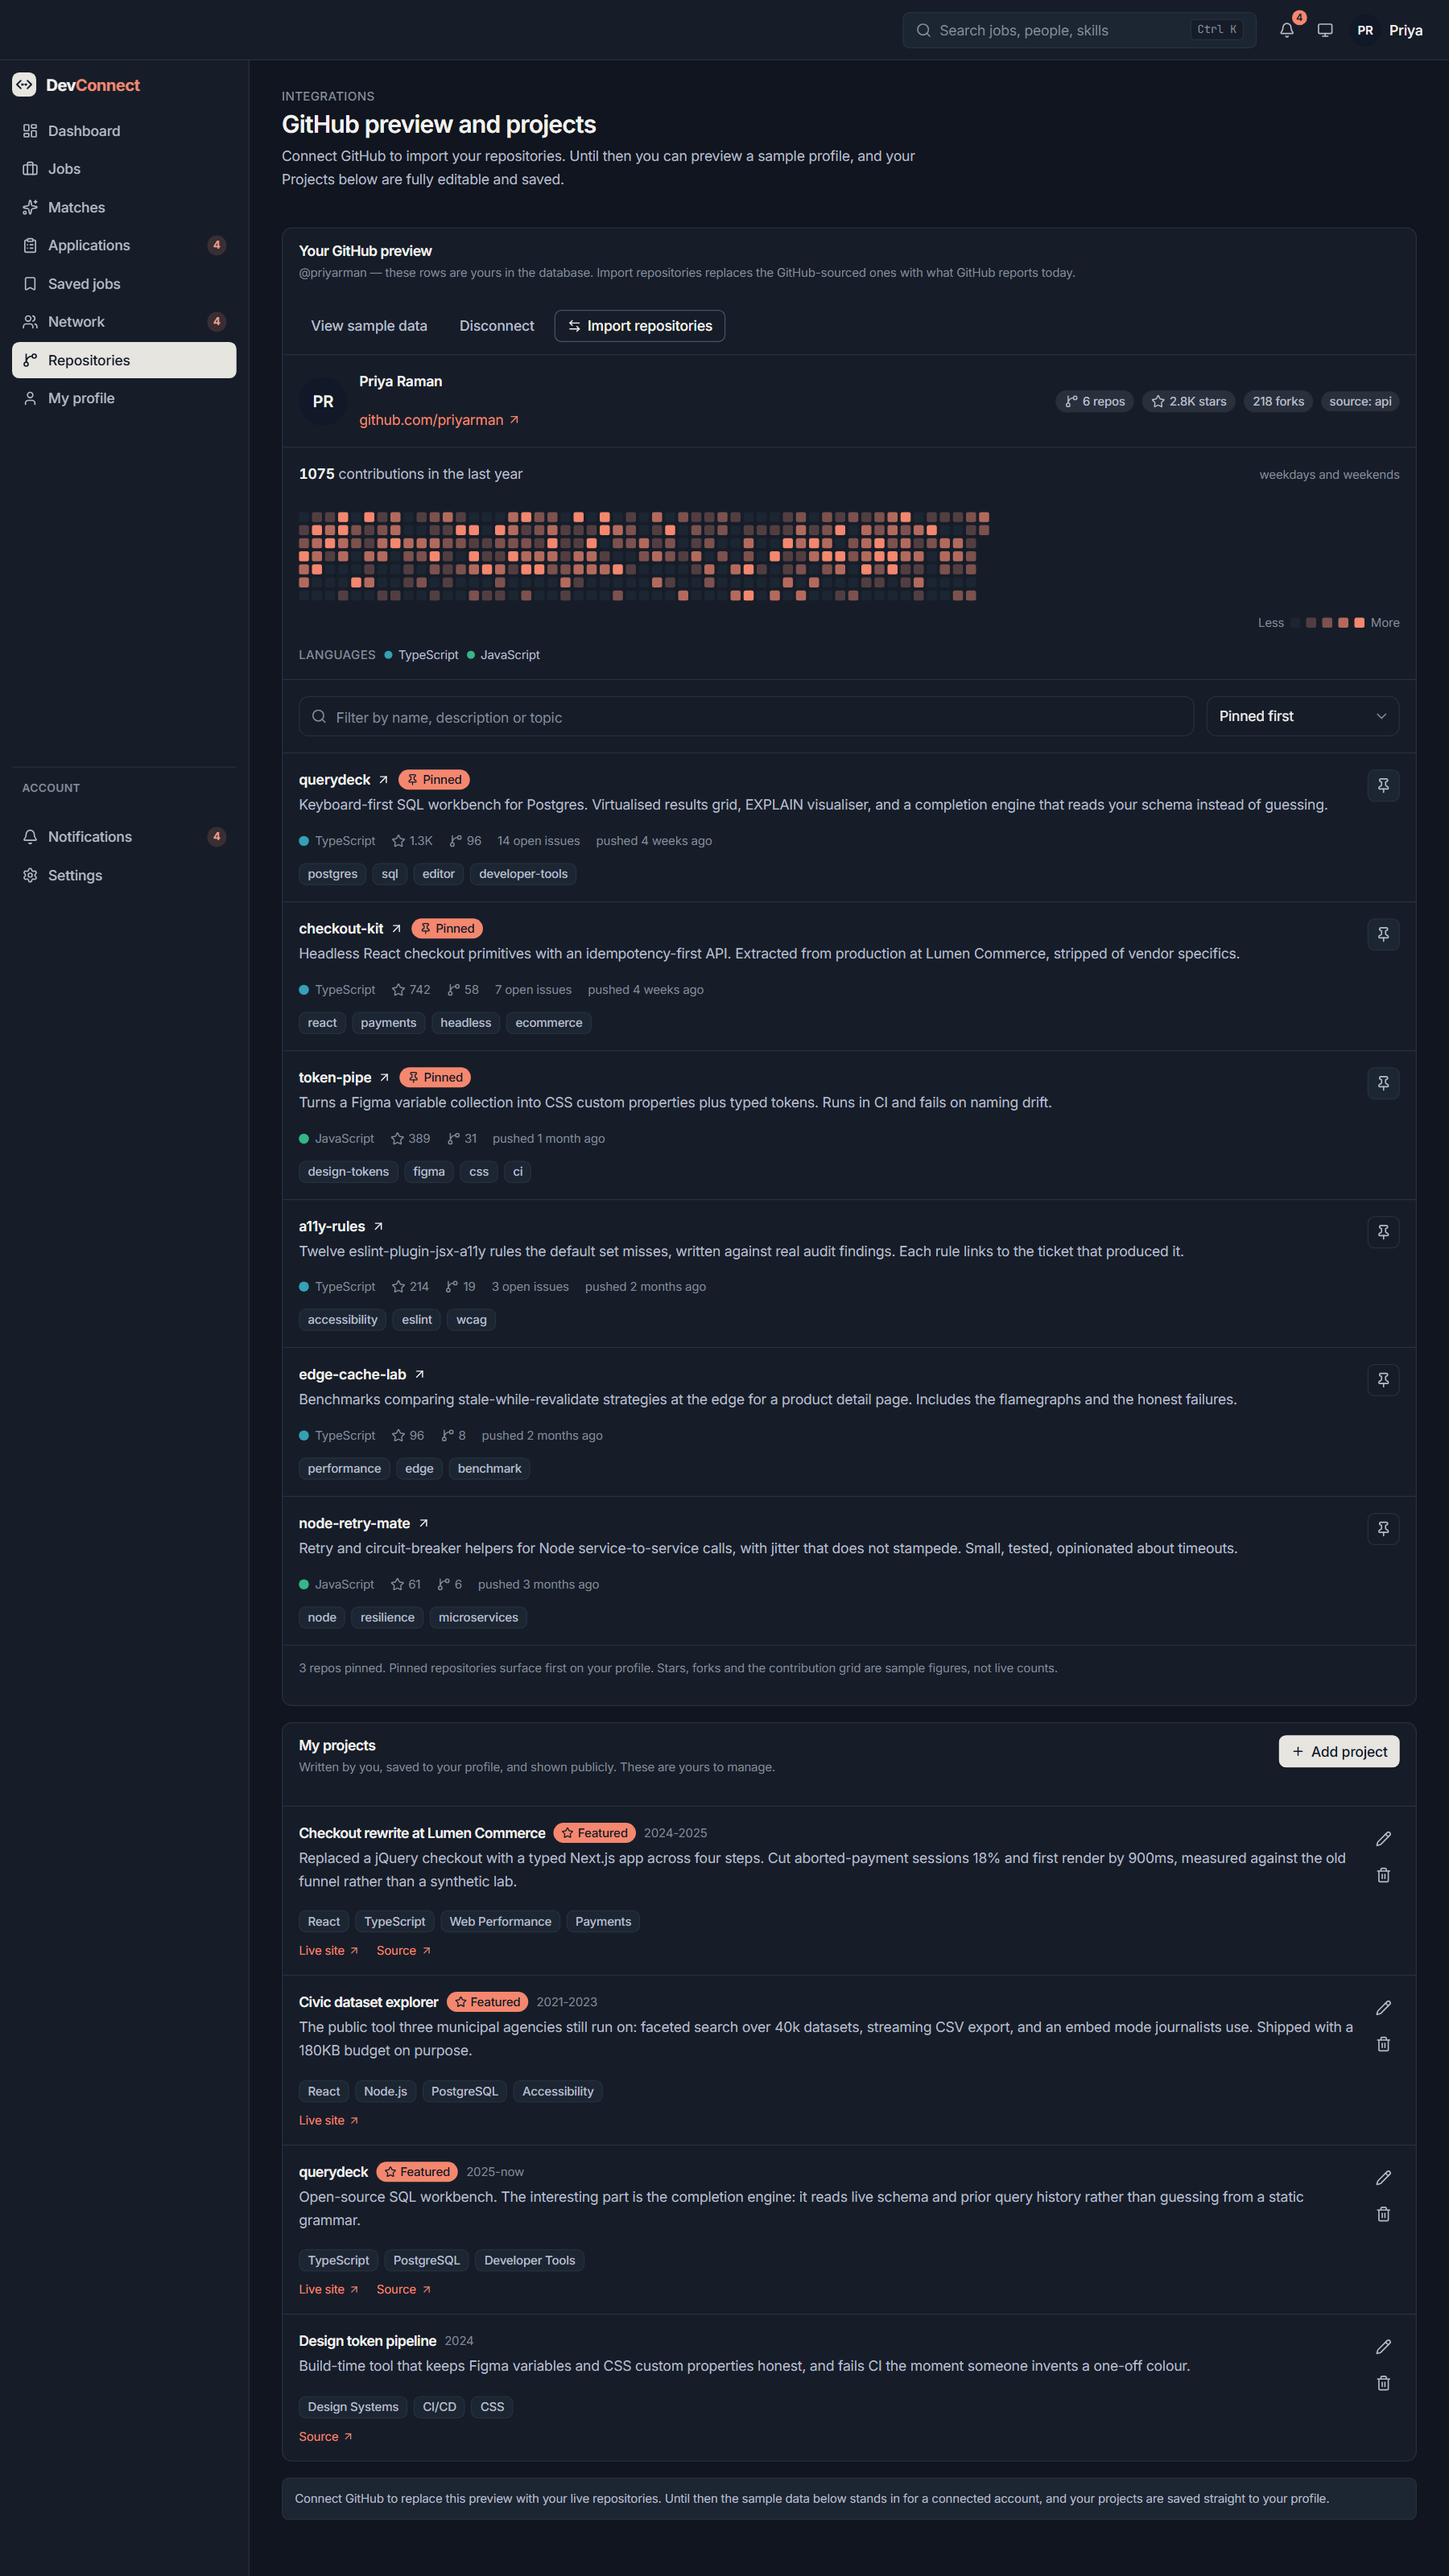 Search jobs, people, skills
Ctrl K
4
PR
Priya
DevConnect
Dashboard
Jobs
Matches
Applications
4
Saved jobs
Network
4
Repositories
My profile
ACCOUNT
Notifications
4
Settings
INTEGRATIONS
GitHub preview and projects
Connect GitHub to import your repositories. Until then you can preview a sample profile, and your
Projects below are fully editable and saved.
Your GitHub preview
@priyarman — these rows are yours in the database. Import repositories replaces the GitHub-sourced ones with what GitHub reports today.
View sample data
Disconnect
Import repositories
PR
Priya Raman
github.com/priyarman
6 repos
2.8K stars
218 forks
source: api
1075 contributions in the last year
weekdays and weekends
Less
More
LANGUAGES
TypeScript
JavaScript
Filter by name, description or topic
Pinned first
querydeck
Pinned
Keyboard-first SQL workbench for Postgres. Virtualised results grid, EXPLAIN visualiser, and a completion engine that reads your schema instead of guessing.
TypeScript 1.3K 96 14 open issues pushed 4 weeks ago
postgres sql editor developer-tools
checkout-kit
Pinned
Headless React checkout primitives with an idempotency-first API. Extracted from production at Lumen Commerce, stripped of vendor specifics.
TypeScript 742 58 7 open issues pushed 4 weeks ago
react payments headless ecommerce
token-pipe
Pinned
Turns a Figma variable collection into CSS custom properties plus typed tokens. Runs in CI and fails on naming drift.
JavaScript 389 31 pushed 1 month ago
design-tokens figma css ci
a11y-rules
Twelve eslint-plugin-jsx-a11y rules the default set misses, written against real audit findings. Each rule links to the ticket that produced it.
TypeScript 214 19 3 open issues pushed 2 months ago
accessibility eslint wcag
edge-cache-lab
Benchmarks comparing stale-while-revalidate strategies at the edge for a product detail page. Includes the flamegraphs and the honest failures.
TypeScript 96 8 pushed 2 months ago
performance edge benchmark
node-retry-mate
Retry and circuit-breaker helpers for Node service-to-service calls, with jitter that does not stampede. Small, tested, opinionated about timeouts.
JavaScript 61 6 pushed 3 months ago
node resilience microservices
3 repos pinned. Pinned repositories surface first on your profile. Stars, forks and the contribution grid are sample figures, not live counts.
My projects
Written by you, saved to your profile, and shown publicly. These are yours to manage.
Add project
Checkout rewrite at Lumen Commerce
Featured
2024-2025
Replaced a jQuery checkout with a typed Next.js app across four steps. Cut aborted-payment sessions 18% and first render by 900ms, measured against the old
funnel rather than a synthetic lab.
React TypeScript Web Performance Payments
Live site Source
Civic dataset explorer
Featured
2021-2023
The public tool three municipal agencies still run on: faceted search over 40k datasets, streaming CSV export, and an embed mode journalists use. Shipped with a
180KB budget on purpose.
React Node.js PostgreSQL Accessibility
Live site
querydeck
Featured
2025-now
Open-source SQL workbench. The interesting part is the completion engine: it reads live schema and prior query history rather than guessing from a static
grammar.
TypeScript PostgreSQL Developer Tools
Live site Source
Design token pipeline
2024
Build-time tool that keeps Figma variables and CSS custom properties honest, and fails CI the moment someone invents a one-off colour.
Design Systems CI/CD CSS
Source
Connect GitHub to replace this preview with your live repositories. Until then the sample data below stands in for a connected account, and your projects are saved straight to your profile.